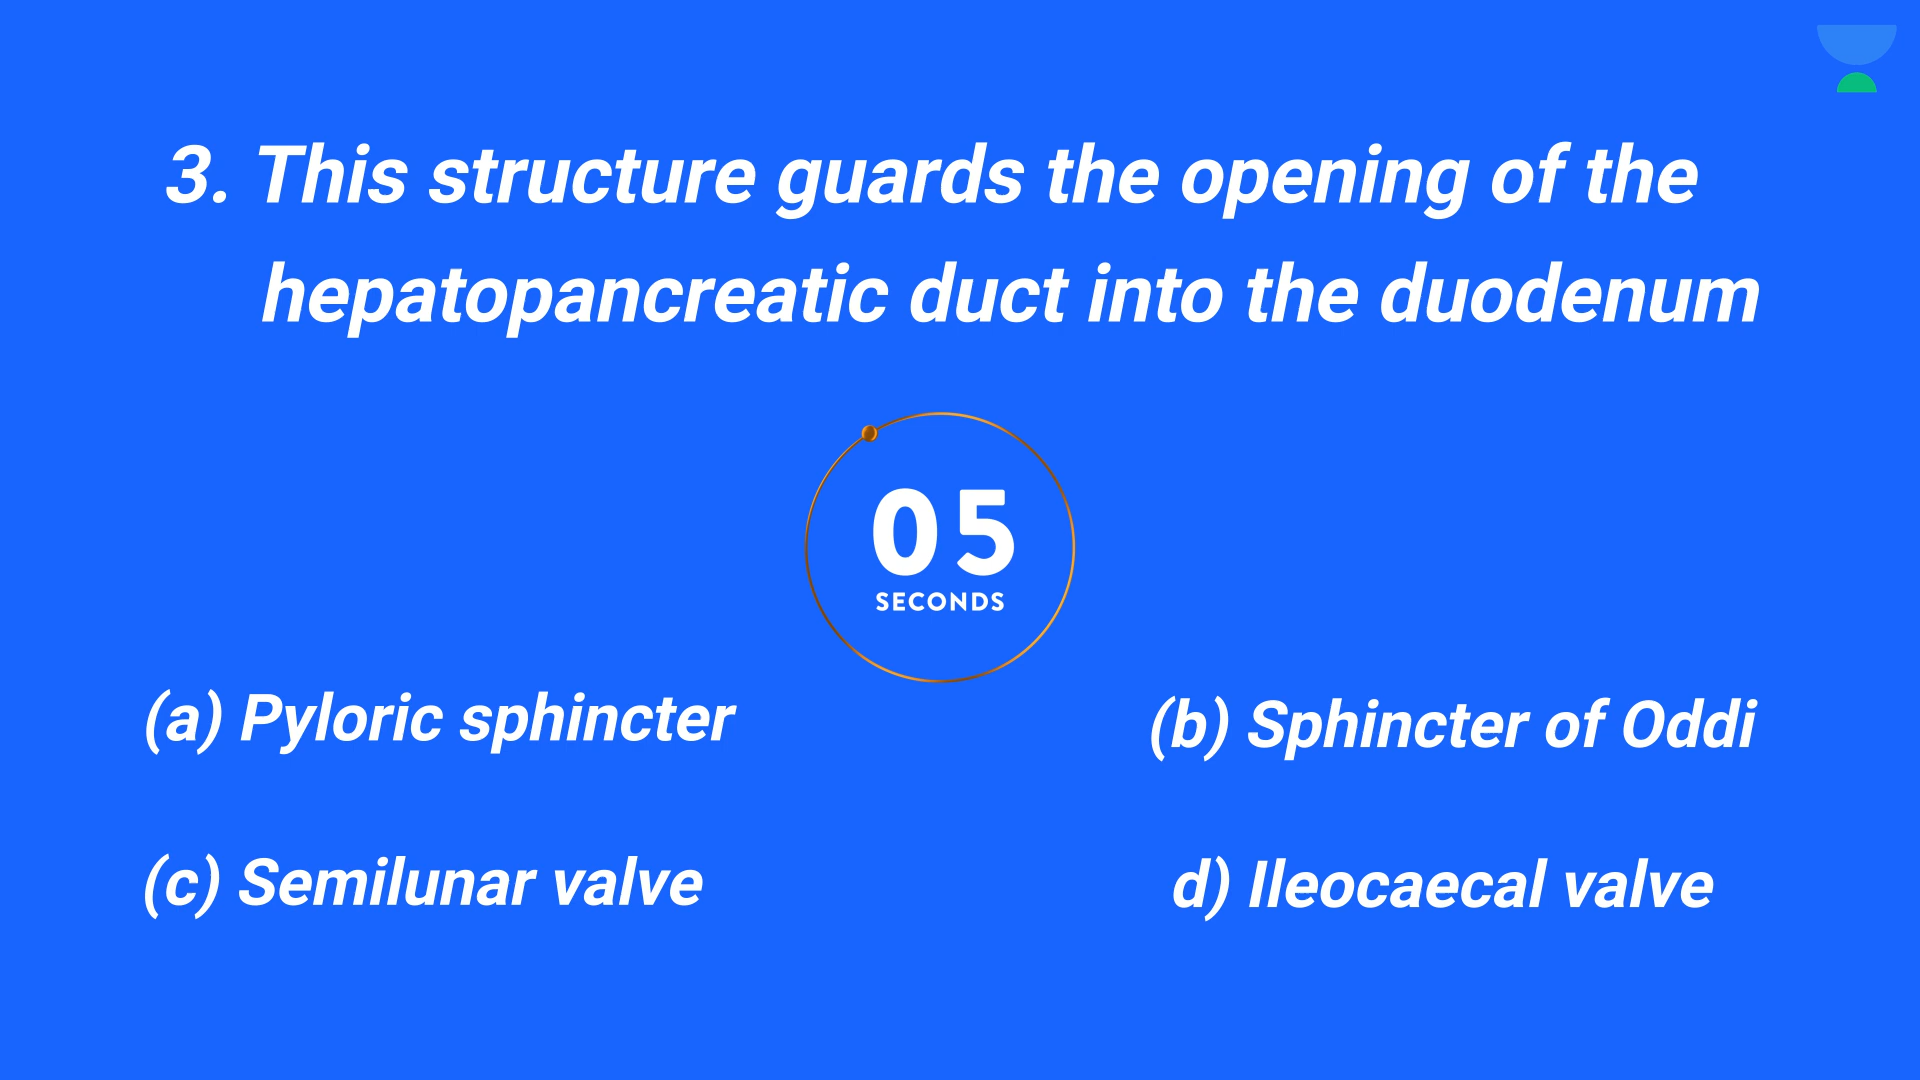 3. This structure guards the opening of the
hepatopancreatic duct into the duodenum
05
SECONDS
(a) Pyloric sphincter
(b) Sphincter of Oddi
(c) Semilunar valve
d) Ileocaecal valve